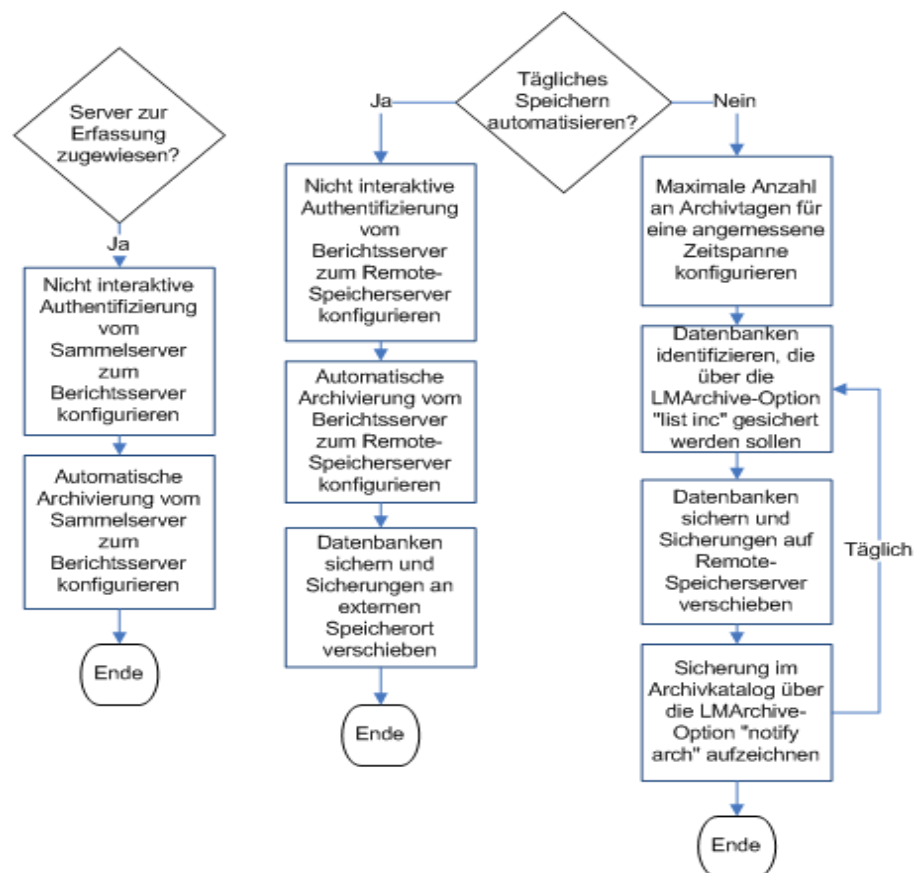 Server zur
Erfassung
zugewiesen?
Ja
Nicht interaktive
Authentifizierung
vom
Sammelserver
zum
Berichtsserver
konfigurieren
Automatische
Archivierung vom
Sammelserver
zum
Berichtsserver
konfigurieren
Ende
Tägliches
Speichern
automatisieren?
Ja
Nicht interaktive
Authentifizierung
vom
Berichtsserver
zum Remote-
Speicherserver
konfigurieren
Automatische
Archivierung vom
Berichtsserver
zum Remote-
Speicherserver
konfigurieren
Datenbanken
sichern und
Sicherungen an
externen
Speicherort
verschieben
Ende
Nein
Maximale Anzahl
an Archivtagen für
eine angemessene
Zeitspanne
konfigurieren
Datenbanken
identifizieren, die
über die
LMArchive-Option
"list inc" gesichert
werden sollen
Datenbanken
sichern und
Sicherungen auf
Remote-
Speicherserver
verschieben
Täglich
Sicherung im
Archivkatalog über
die LMArchive-
Option "notify
arch" aufzeichnen
Ende